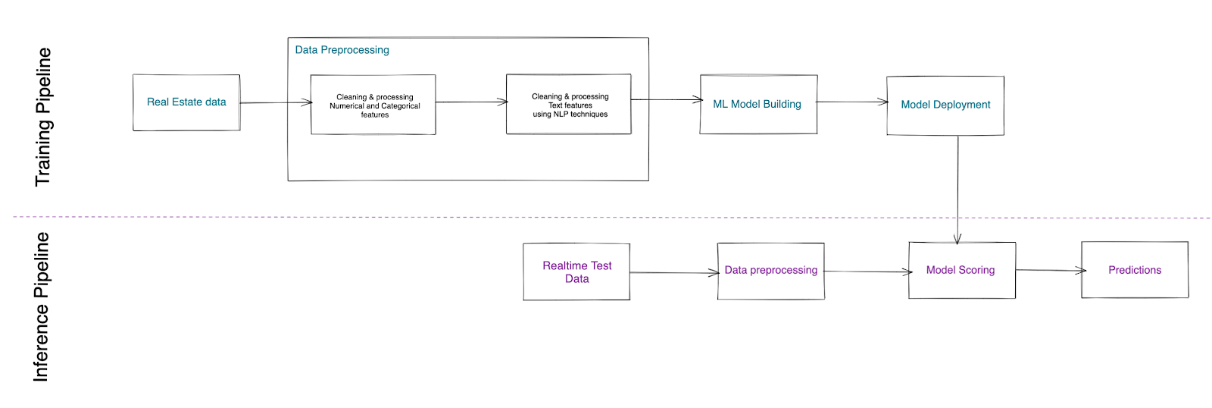 Training Pipeline
Data Preprocessing
Real Estate data
Cleaning & processing
Numerical and Categorical
features
Cleaning & processing
Text features
using NLP techniques
ML Model Building
Model Deployment
Inference Pipeline
Realtime Test
Data
Data preprocessing
Model Scoring
Predictions